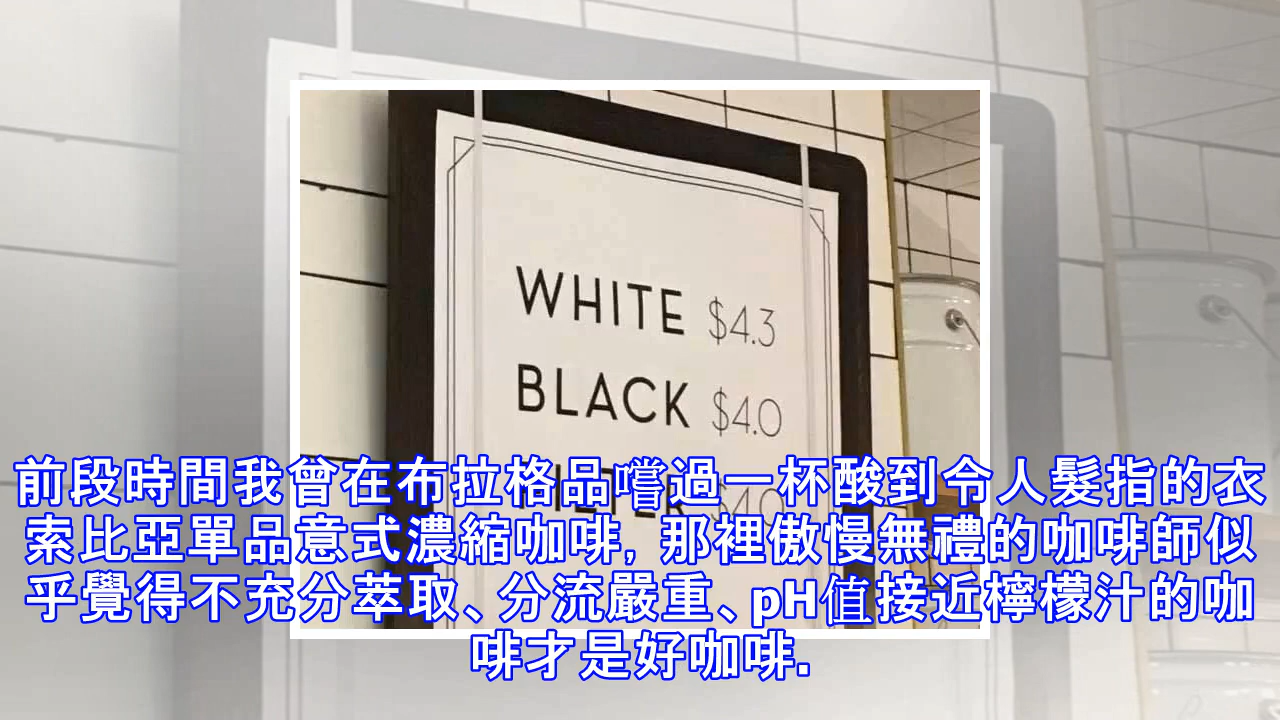 WHITE $4.3
BLACK $4.0
FILTER $4.0
前段時間我曾在布拉格品嚐過一杯酸到令人髮指的衣
索比亞單品意式濃縮咖啡, 那裡傲慢無禮的咖啡師似
乎覺得不充分萃取、分流嚴重、pH值接近檸檬汁的咖
啡才是好咖啡.